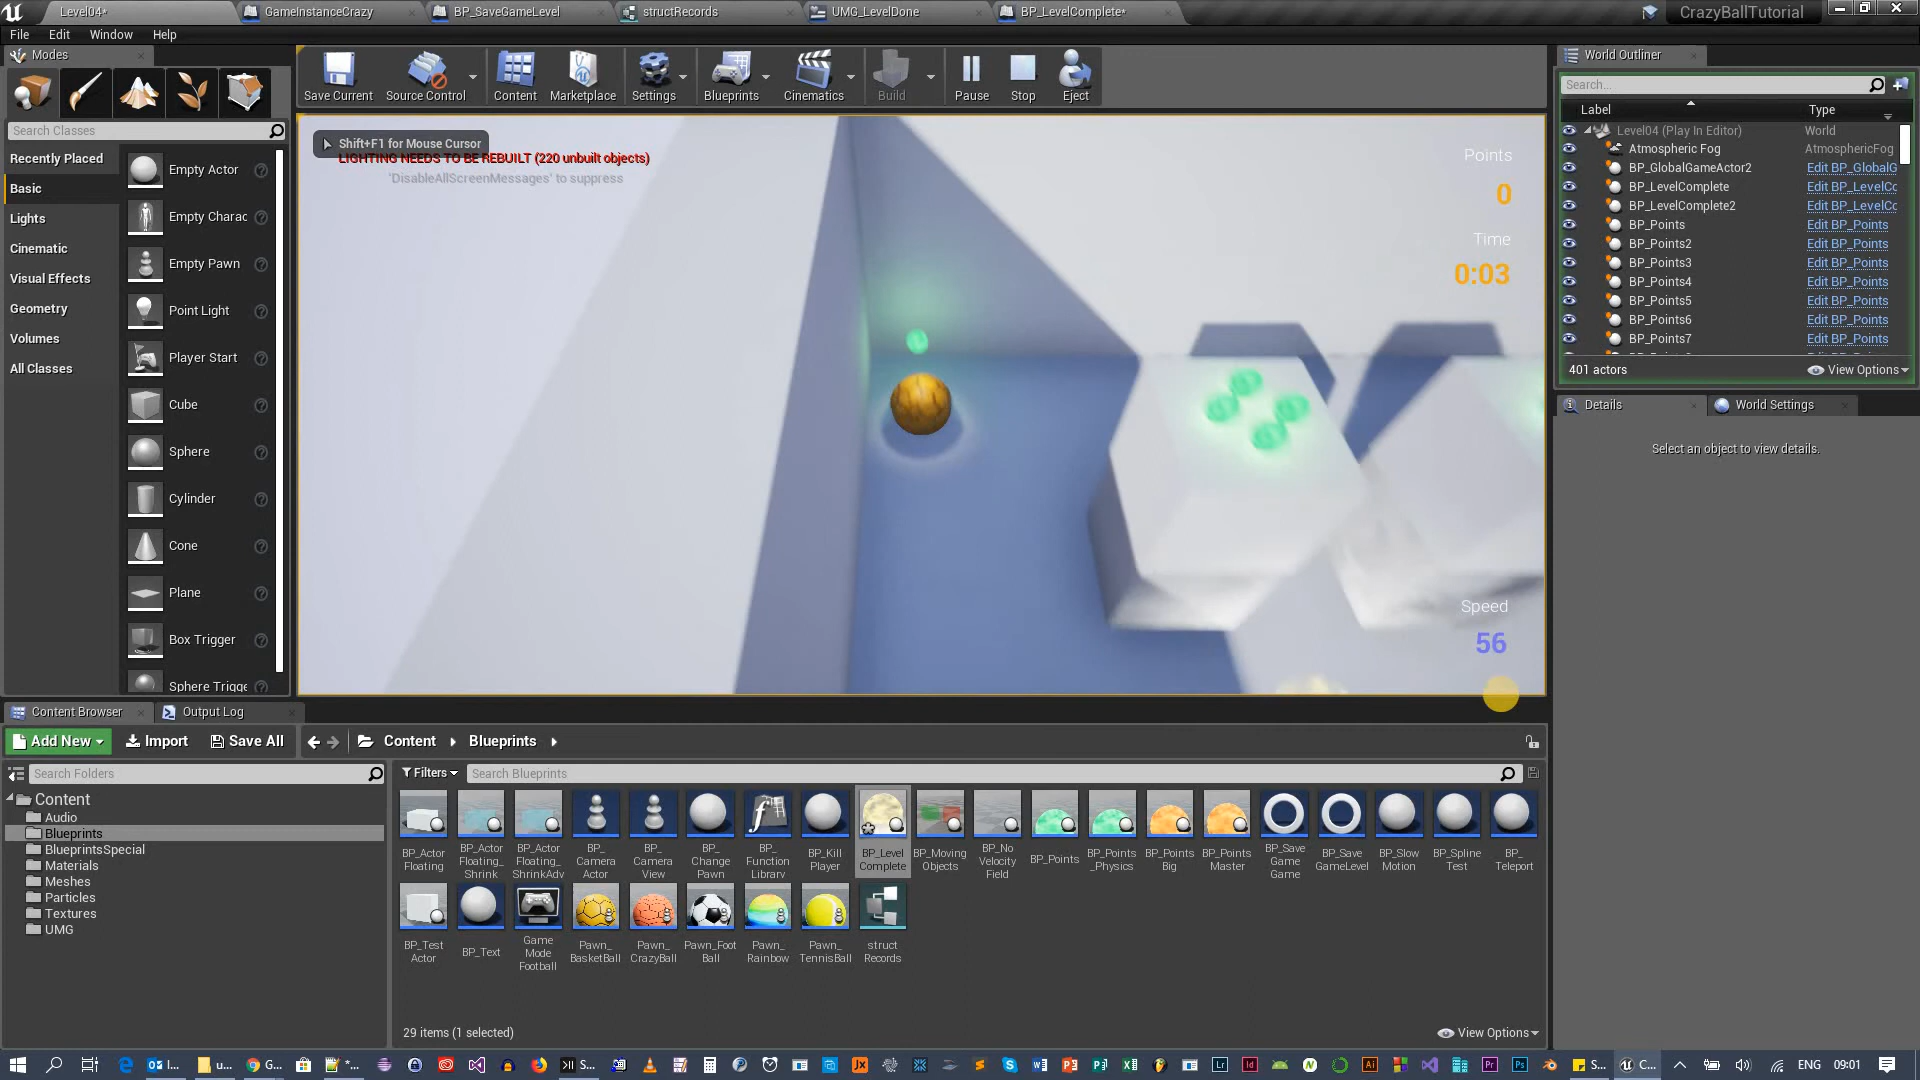 Level04*
GameInstanceCrazy
BP_SaveGameLevel
structRecords
UMG_LevelDone
BP_LevelComplete*
CrazyBallTutorial
File Edit Window Help
Modes
Search Classes
Recently Placed
Basic
Lights
Cinematic
Visual Effects
Geometry
Volumes
All Classes
Empty Actor
Empty Charac
Empty Pawn
Point Light
Player Start
Cube
Sphere
Cylinder
Cone
Plane
Box Trigger
Sphere Trigge
Save Current
Source Control
Content
Marketplace
Settings
Blueprints
Cinematics
Build
Pause
Stop
Eject
Shift+F1 for Mouse Cursor
LIGHTING NEEDS TO BE REBUILT (220 unbuilt objects)
'DisableAllScreenMessages' to suppress
Points
0
Time
0:03
Speed
56
World Outliner
Search...
Label Type
Level04 (Play In Editor) World
Atmospheric Fog AtmosphericFog
BP_GlobalGameActor2 Edit BP_GlobalG
BP_LevelComplete Edit BP_LevelCo
BP_LevelComplete2 Edit BP_LevelCo
BP_Points Edit BP_Points
BP_Points2 Edit BP_Points
BP_Points3 Edit BP_Points
BP_Points4 Edit BP_Points
BP_Points5 Edit BP_Points
BP_Points6 Edit BP_Points
BP_Points7 Edit BP_Points
401 actors
View Options
Details
World Settings
Select an object to view details.
Content Browser
Output Log
Add New
Import
Save All
Content
Blueprints
Search Folders
Filters
Search Blueprints
Content
Audio
Blueprints
BlueprintsSpecial
Materials
Meshes
Particles
Textures
UMG
BP_Actor
Floating
BP_Actor
Floating_
Shrink
BP_Actor
Floating_
ShrinkAdv
BP_
Camera
Actor
BP_
Camera
View
BP_
Change
Pawn
BP_
Function
Library
BP_Kill
Player
BP_Level
Complete
BP_Moving
Objects
BP_No
Velocity
Field
BP_Points
BP_Points
_Physics
BP_Points
Big
BP_Points
Master
BP_Save
Game
Game
BP_Save
GameLevel
BP_Slow
Motion
BP_Spline
Test
BP_
Teleport
BP_Test
Actor
BP_Text
Game
Mode
Football
Pawn_
BasketBall
Pawn_
CrazyBall
Pawn_Foot
Ball
Pawn_
Rainbow
Pawn_
TennisBall
struct
Records
29 items (1 selected)
View Options
I...
u...
G...
*...
S...
S...
C...
ENG
09:01